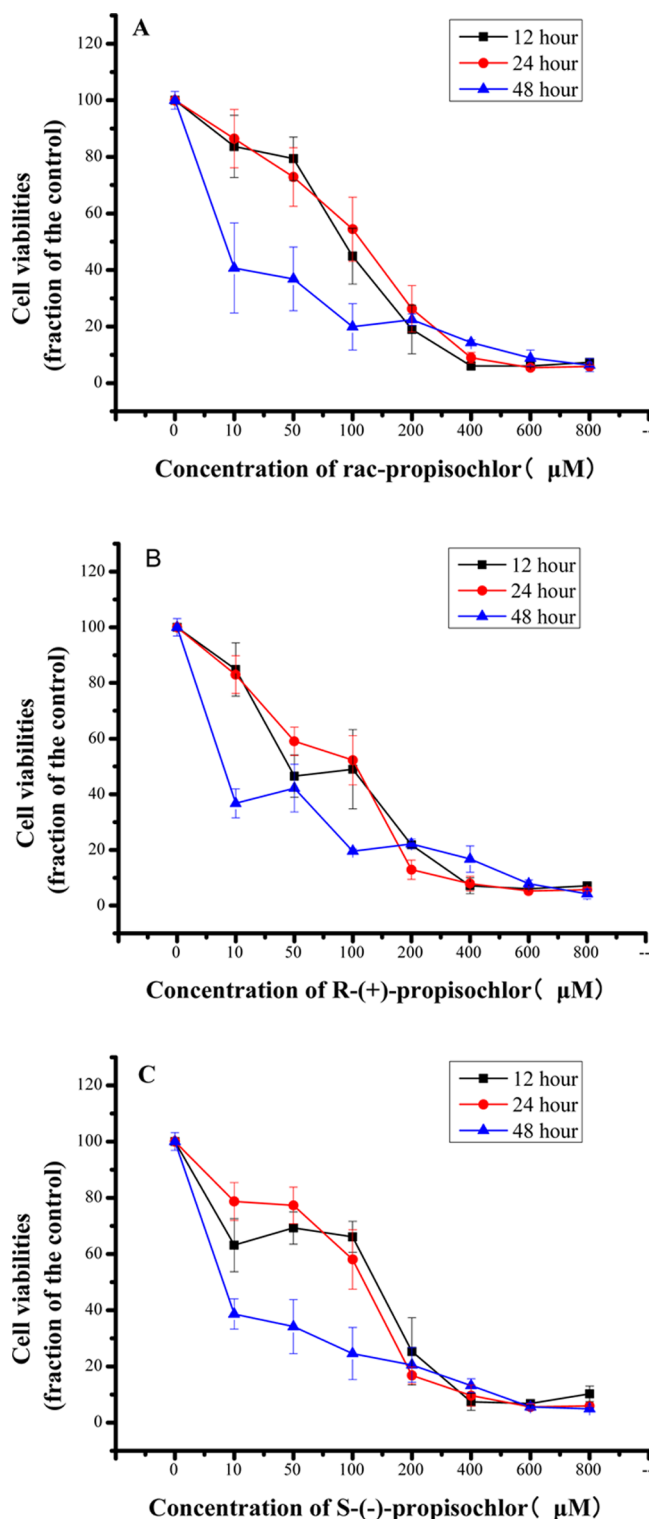 A
12 hour
24 hour
48 hour
120
100
80
60
40
20
0
Cell viabilities
(fraction of the control)
0 10 50 100 200 400 600 800 --
Concentration of rac-propisochlor( μM)
B
12 hour
24 hour
48 hour
120
100
80
60
40
20
0
Cell viabilities
(fraction of the control)
0 10 50 100 200 400 600 800 --
Concentration of R-(+)-propisochlor( μM)
C
12 hour
24 hour
48 hour
120
100
80
60
40
20
0
Cell viabilities
(fraction of the control)
0 10 50 100 200 400 600 800 --
Concentration of S-(-)-propisochlor( μM)